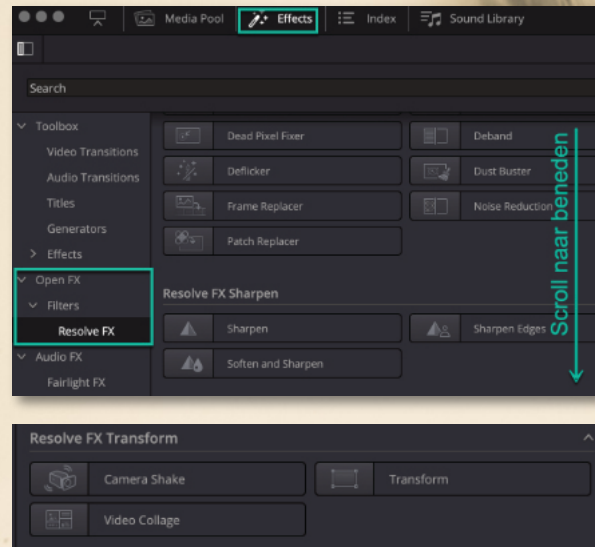 Media Pool Effects Index Sound Library
Search
Toolbox
Video Transitions
Audio Transitions
Titles
Generators
Effects
Open FX
Filters
Resolve FX
Audio FX
Fairlight FX
Dead Pixel Fixer Deband
Deflicker Dust Buster
Frame Replacer Noise Reduction
Patch Replacer
Resolve FX Sharpen
Sharpen Sharpen Edges
Soften and Sharpen
Scroll naar beneden
Resolve FX Transform
Camera Shake Transform
Video Collage